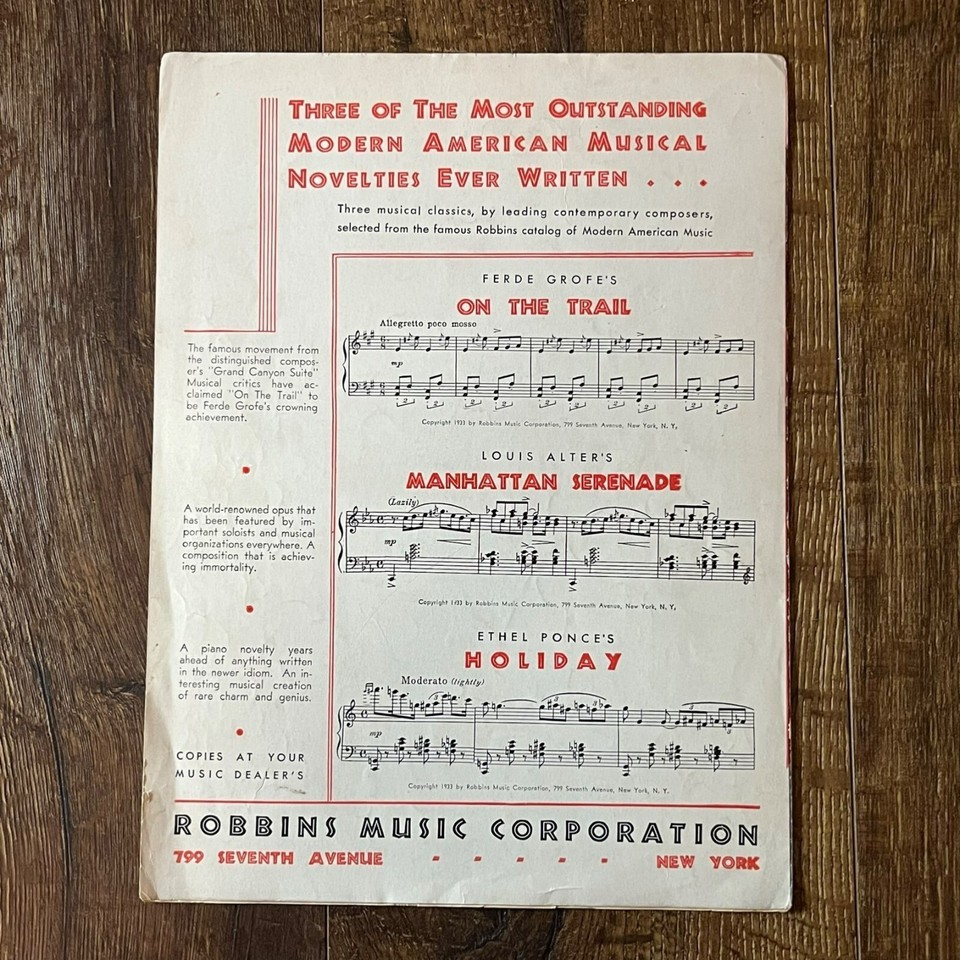 THREE OF THE MOST OUTSTANDING
MODERN AMERICAN MUSICAL
NOVELTIES EVER WRITTEN . . .
Three musical classics, by leading contemporary composers,
selected from the famous Robbins catalog of Modern American Music
FERDE GROFE'S
ON THE TRAIL
Allegretto poco mosso
mp
Copyright 1933 by Robbins Music Corporation, 799 Seventh Avenue, New York, N. Y.
The famous movement from
the distinguished compos-
er's "Grand Canyon Suite"
Musical critics have ac-
claimed "On The Trail" to
be Ferde Grofe's crowning
achievement.
LOUIS ALTER'S
MANHATTAN SERENADE
(Lazily)
mp
Copyright 1933 by Robbins Music Corporation, 799 Seventh Avenue, New York, N. Y.
A world-renowned opus that
has been featured by im-
portant soloists and musical
organizations everywhere. A
composition that is achiev-
ing immortality.
ETHEL PONCE'S
HOLIDAY
Moderato (lightly)
mp
Copyright 1933 by Robbins Music Corporation, 799 Seventh Avenue, New York, N. Y.
A piano novelty years
ahead of anything written
in the newer idiom. An in-
teresting musical creation
of rare charm and genius.
COPIES AT YOUR
MUSIC DEALER'S
ROBBINS MUSIC CORPORATION
799 SEVENTH AVENUE - - - - - NEW YORK